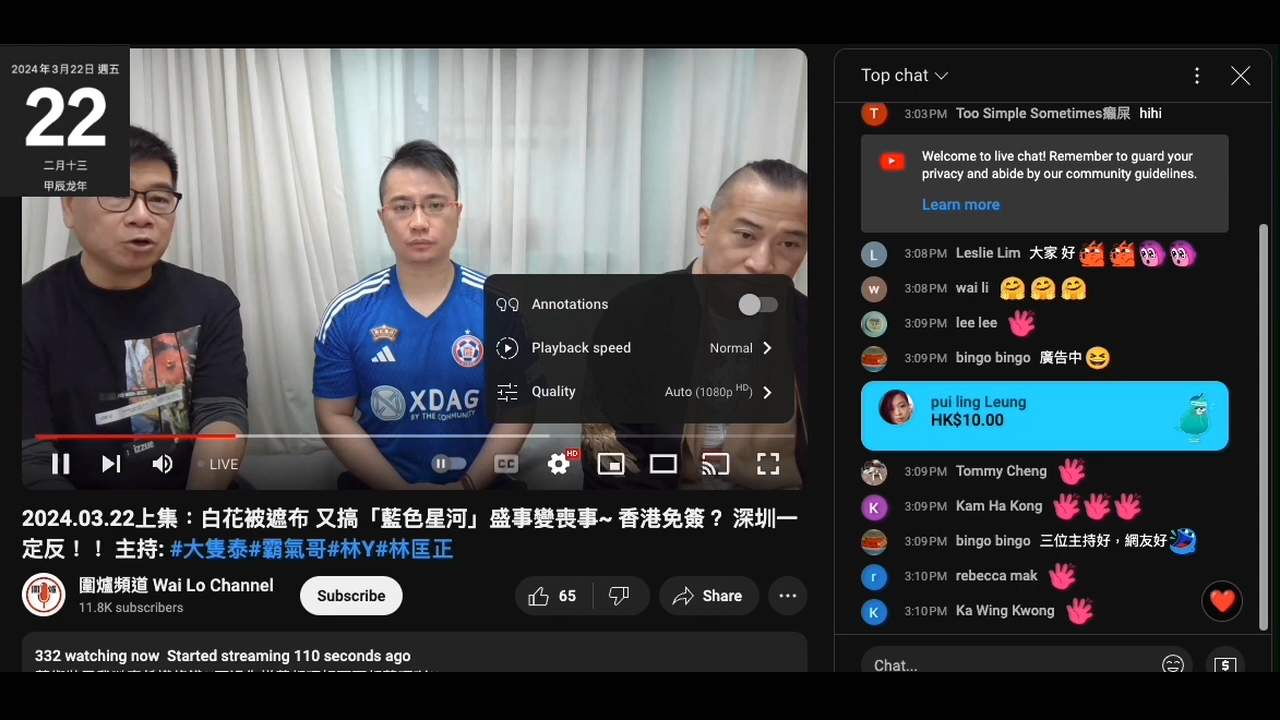 2024年3月22日 週五
22
二月十三
甲辰龙年
izzue
XDAG
BY THE COMMUNITY
Annotations
Playback speed Normal
Quality Auto (1080p HD)
LIVE
CC
HD
2024.03.22上集：白花被遮布 又搞「藍色星河」盛事變喪事~ 香港免簽？ 深圳一
定反！！ 主持: #大隻泰#霸氣哥#林Y#林匡正
圍爐頻道 Wai Lo Channel
11.8K subscribers
Subscribe
65
Share
332 watching now Started streaming 110 seconds ago
Top chat
T 3:03 PM Too Simple Sometimes癲屎 hihi
Welcome to live chat! Remember to guard your
privacy and abide by our community guidelines.
Learn more
L 3:08 PM Leslie Lim 大家 好
w 3:08 PM wai li
3:09 PM lee lee
3:09 PM bingo bingo 廣告中
pui ling Leung
HK$10.00
3:09 PM Tommy Cheng
K 3:09 PM Kam Ha Kong
3:09 PM bingo bingo 三位主持好，網友好
r 3:10 PM rebecca mak
K 3:10 PM Ka Wing Kwong
Chat...
$